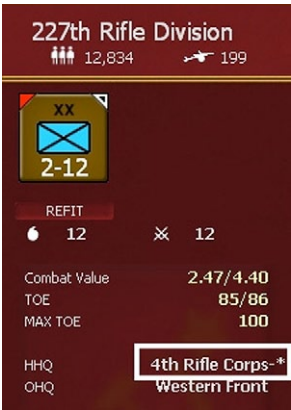 227th Rifle Division
12,834 199
XX
2-12
REFIT
12 12
Combat Value 2.47/4.40
TOE 85/86
MAX TOE 100
HHQ 4th Rifle Corps-*
OHQ Western Front